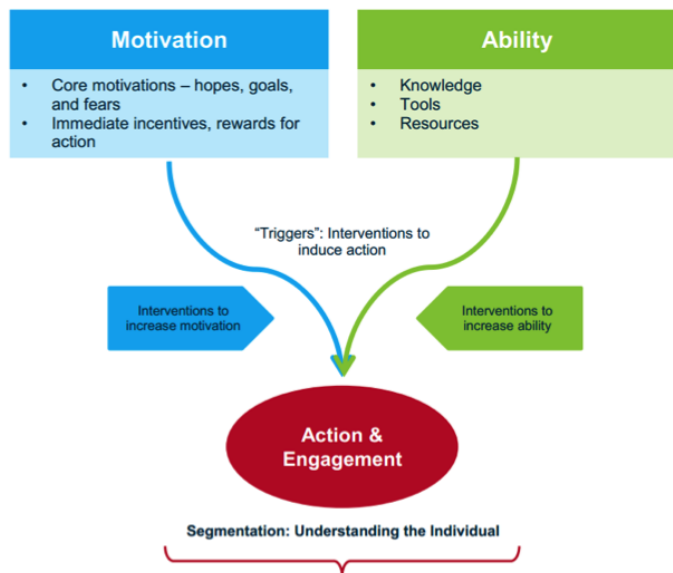 Motivation
• Core motivations – hopes, goals,
and fears
• Immediate incentives, rewards for
action
Ability
• Knowledge
• Tools
• Resources
“Triggers”: Interventions to
induce action
Interventions to
increase motivation
Interventions to
increase ability
Action &
Engagement
Segmentation: Understanding the Individual